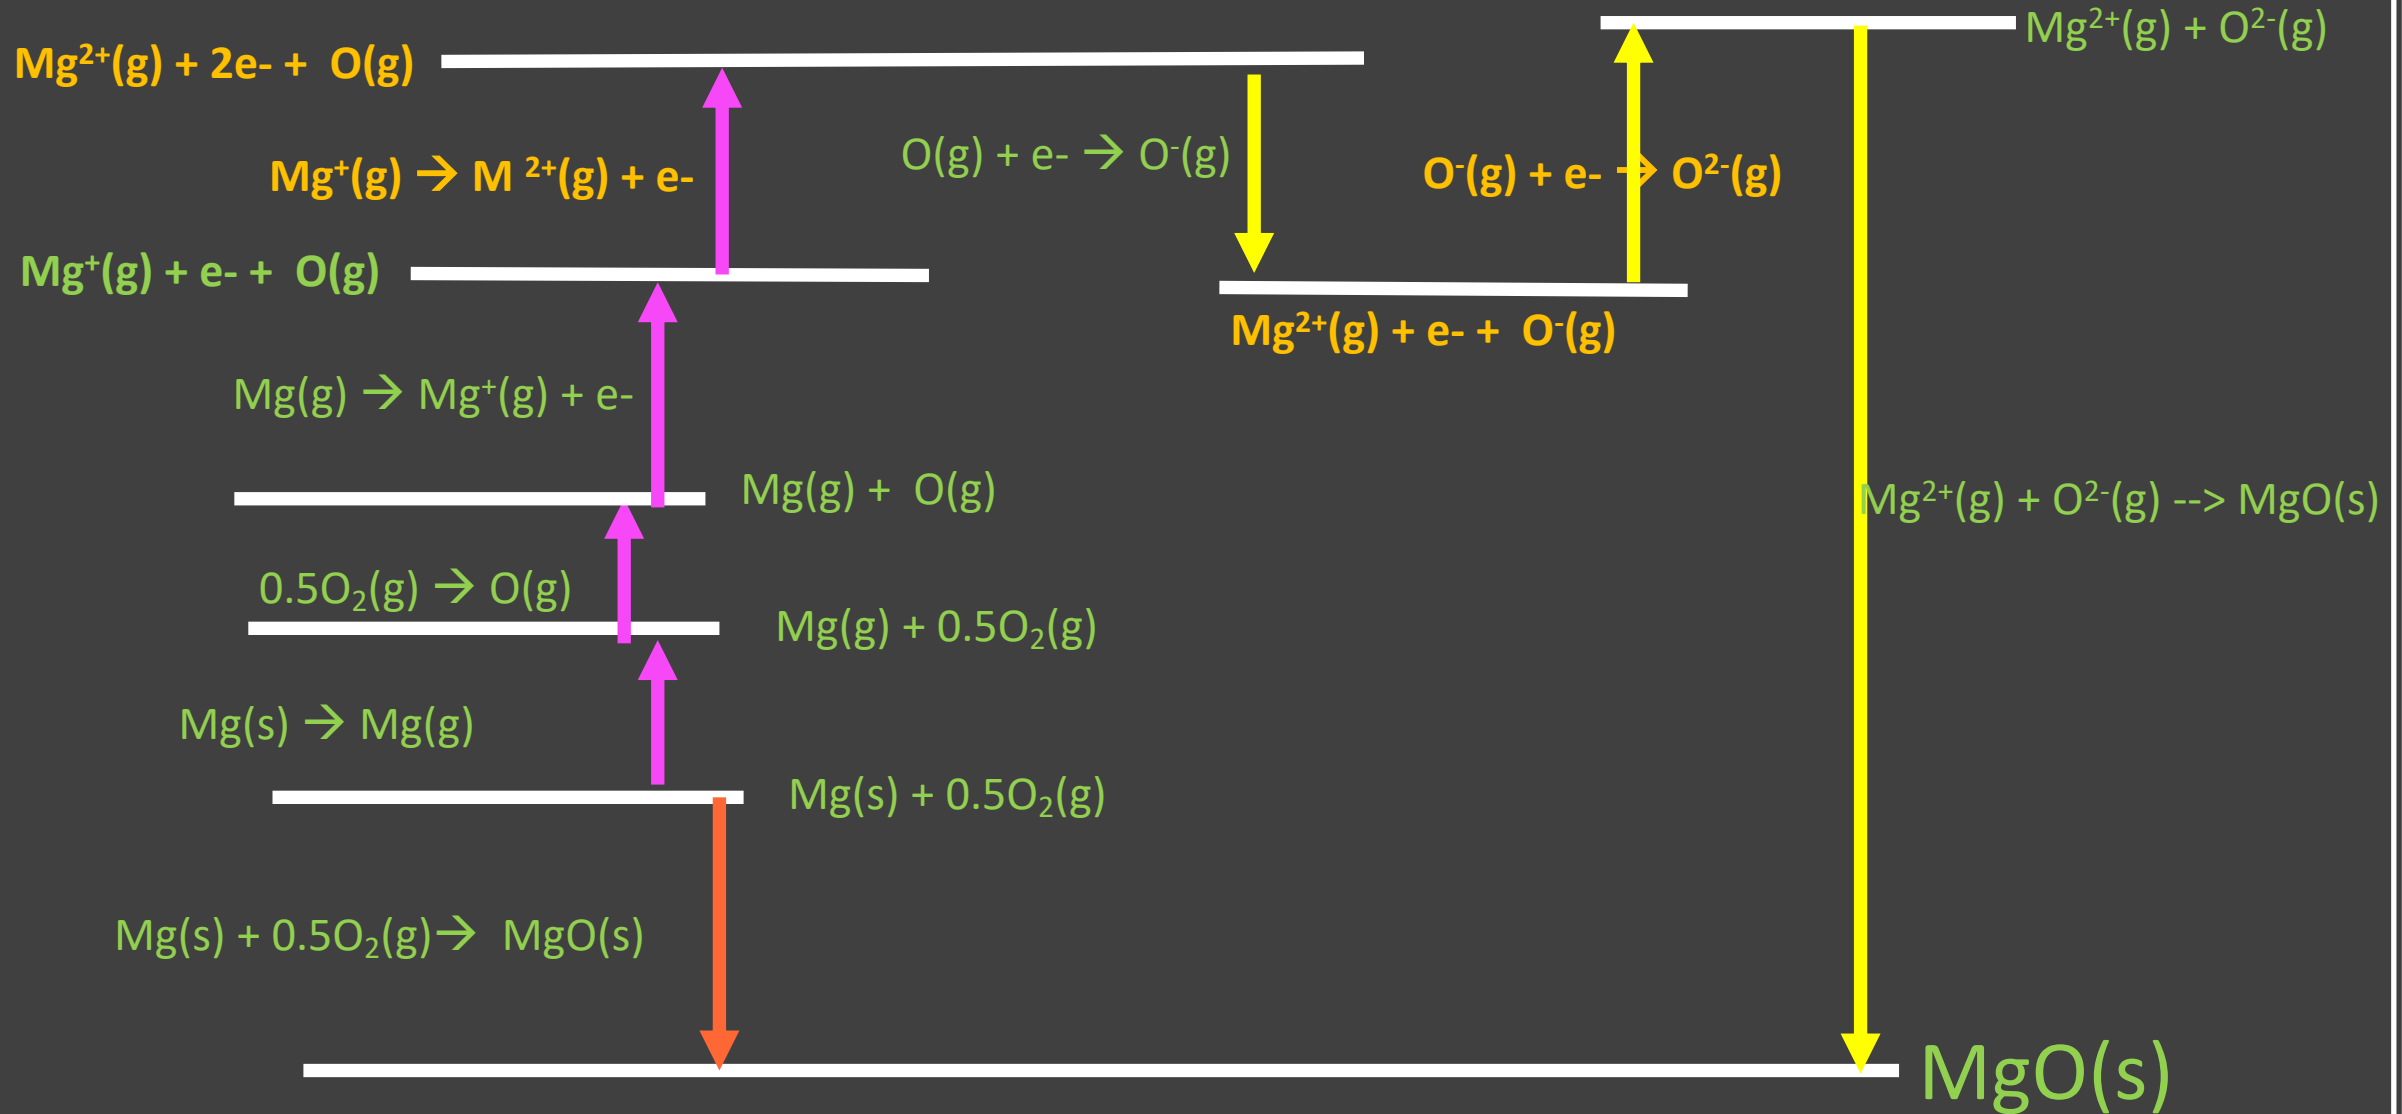 Mg²⁺(g) + O²⁻(g)
Mg²⁺(g) + 2e- + O(g)
O(g) + e- → O⁻(g)
Mg⁺(g) → M ²⁺(g) + e-
O⁻(g) + e- → O²⁻(g)
Mg⁺(g) + e- + O(g)
Mg²⁺(g) + e- + O⁻(g)
Mg(g) → Mg⁺(g) + e-
Mg(g) + O(g)
Mg²⁺(g) + O²⁻(g) --> MgO(s)
0.5O₂(g) → O(g)
Mg(g) + 0.5O₂(g)
Mg(s) → Mg(g)
Mg(s) + 0.5O₂(g)
Mg(s) + 0.5O₂(g)→ MgO(s)
MgO(s)